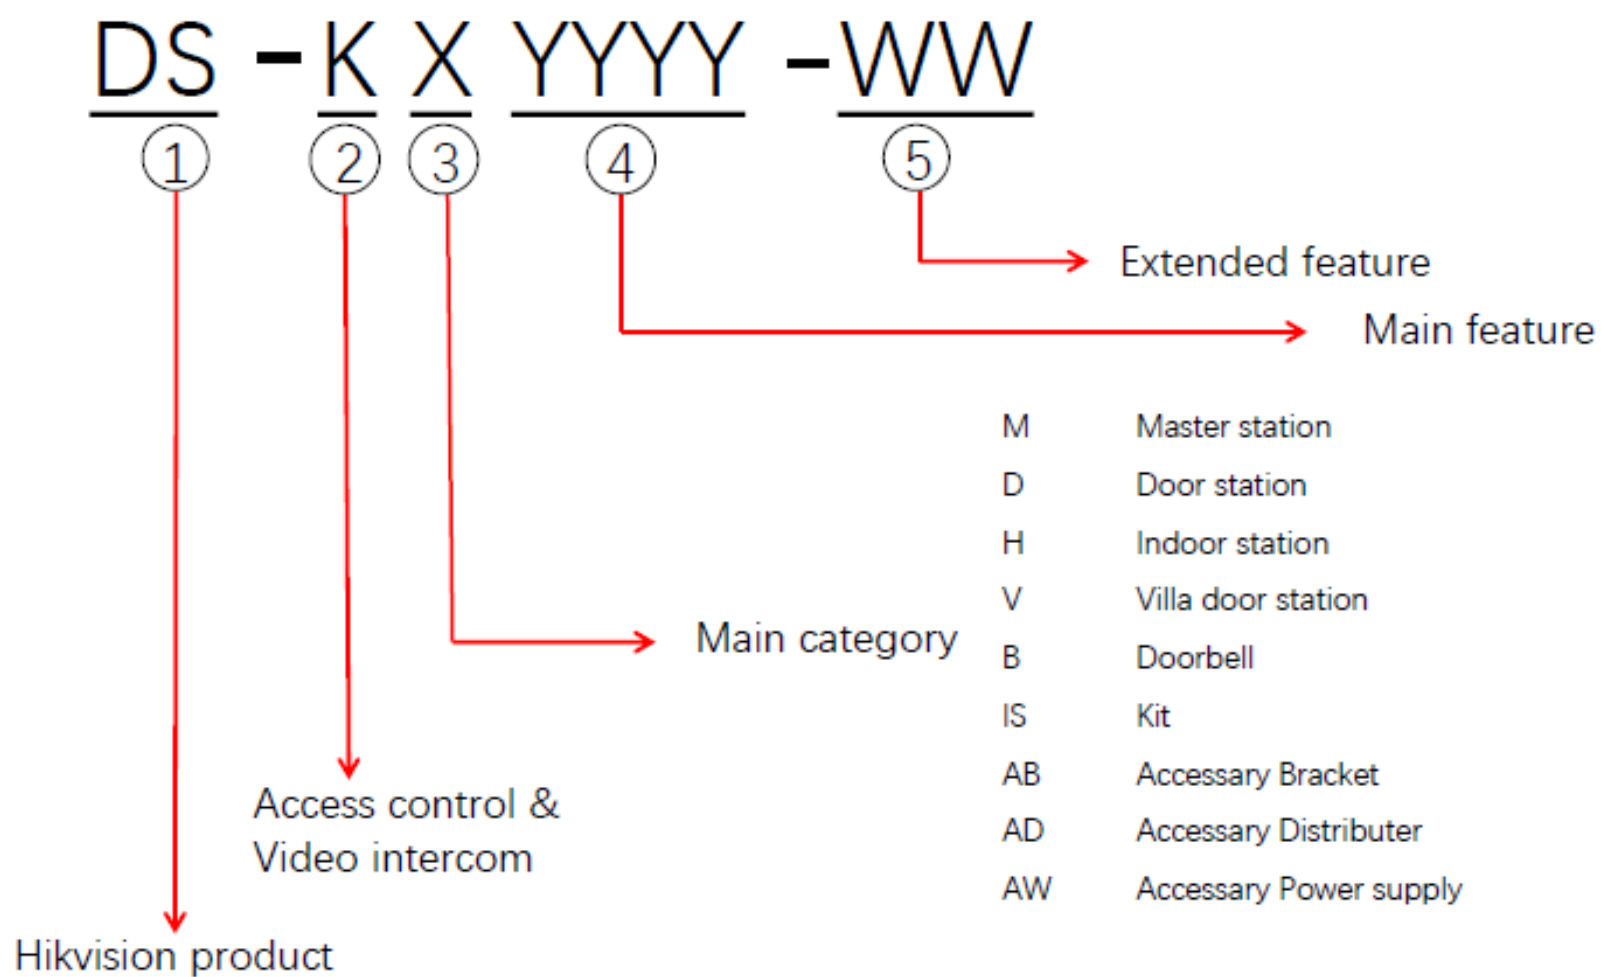 DS - K X YYYY - WW
① ② ③ ④ ⑤
Extended feature
Main feature
M Master station
D Door station
H Indoor station
V Villa door station
Main category
B Doorbell
IS Kit
AB Accessary Bracket
AD Accessary Distributer
AW Accessary Power supply
Access control &
Video intercom
Hikvision product